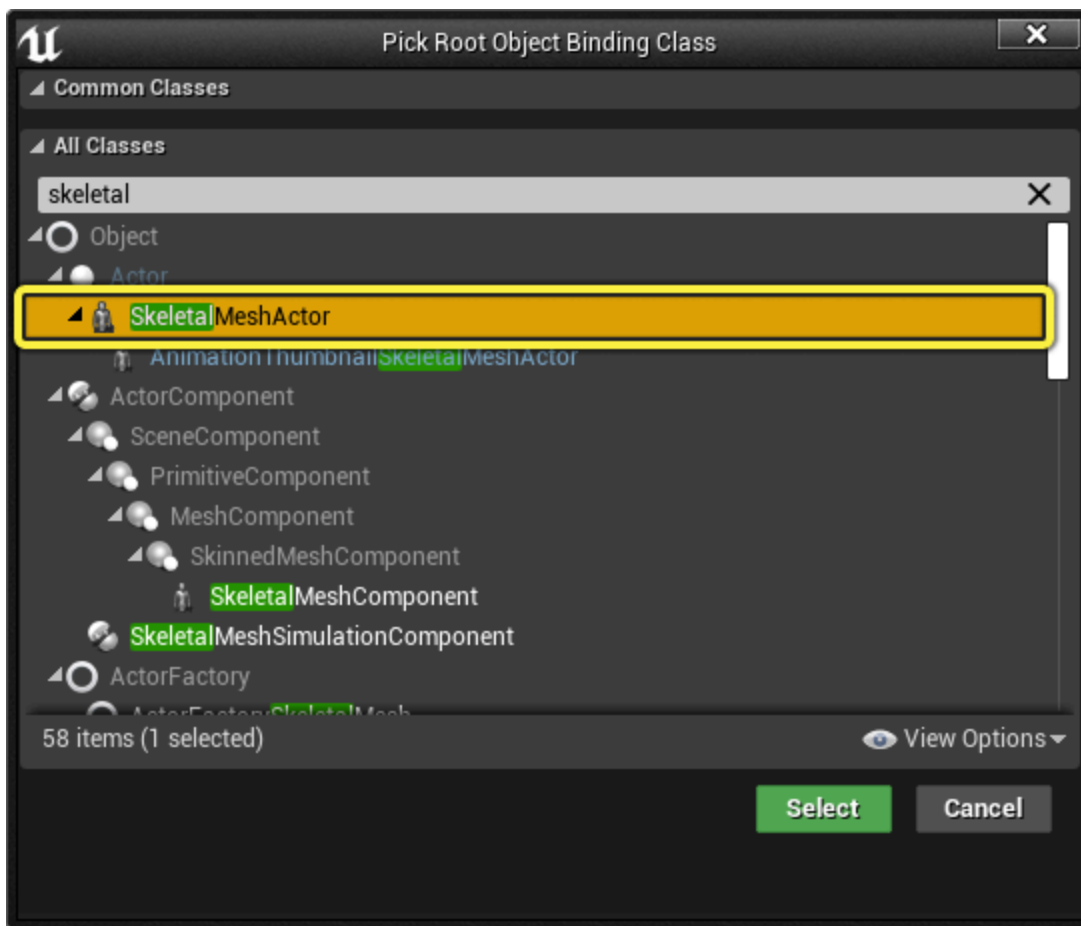 Pick Root Object Binding Class
Common Classes
All Classes
skeletal
Object
Actor
SkeletalMeshActor
AnimationThumbnailSkeletalMeshActor
ActorComponent
SceneComponent
PrimitiveComponent
MeshComponent
SkinnedMeshComponent
SkeletalMeshComponent
SkeletalMeshSimulationComponent
ActorFactory
ActorFactorySkeletalMesh
58 items (1 selected)
View Options
Select
Cancel